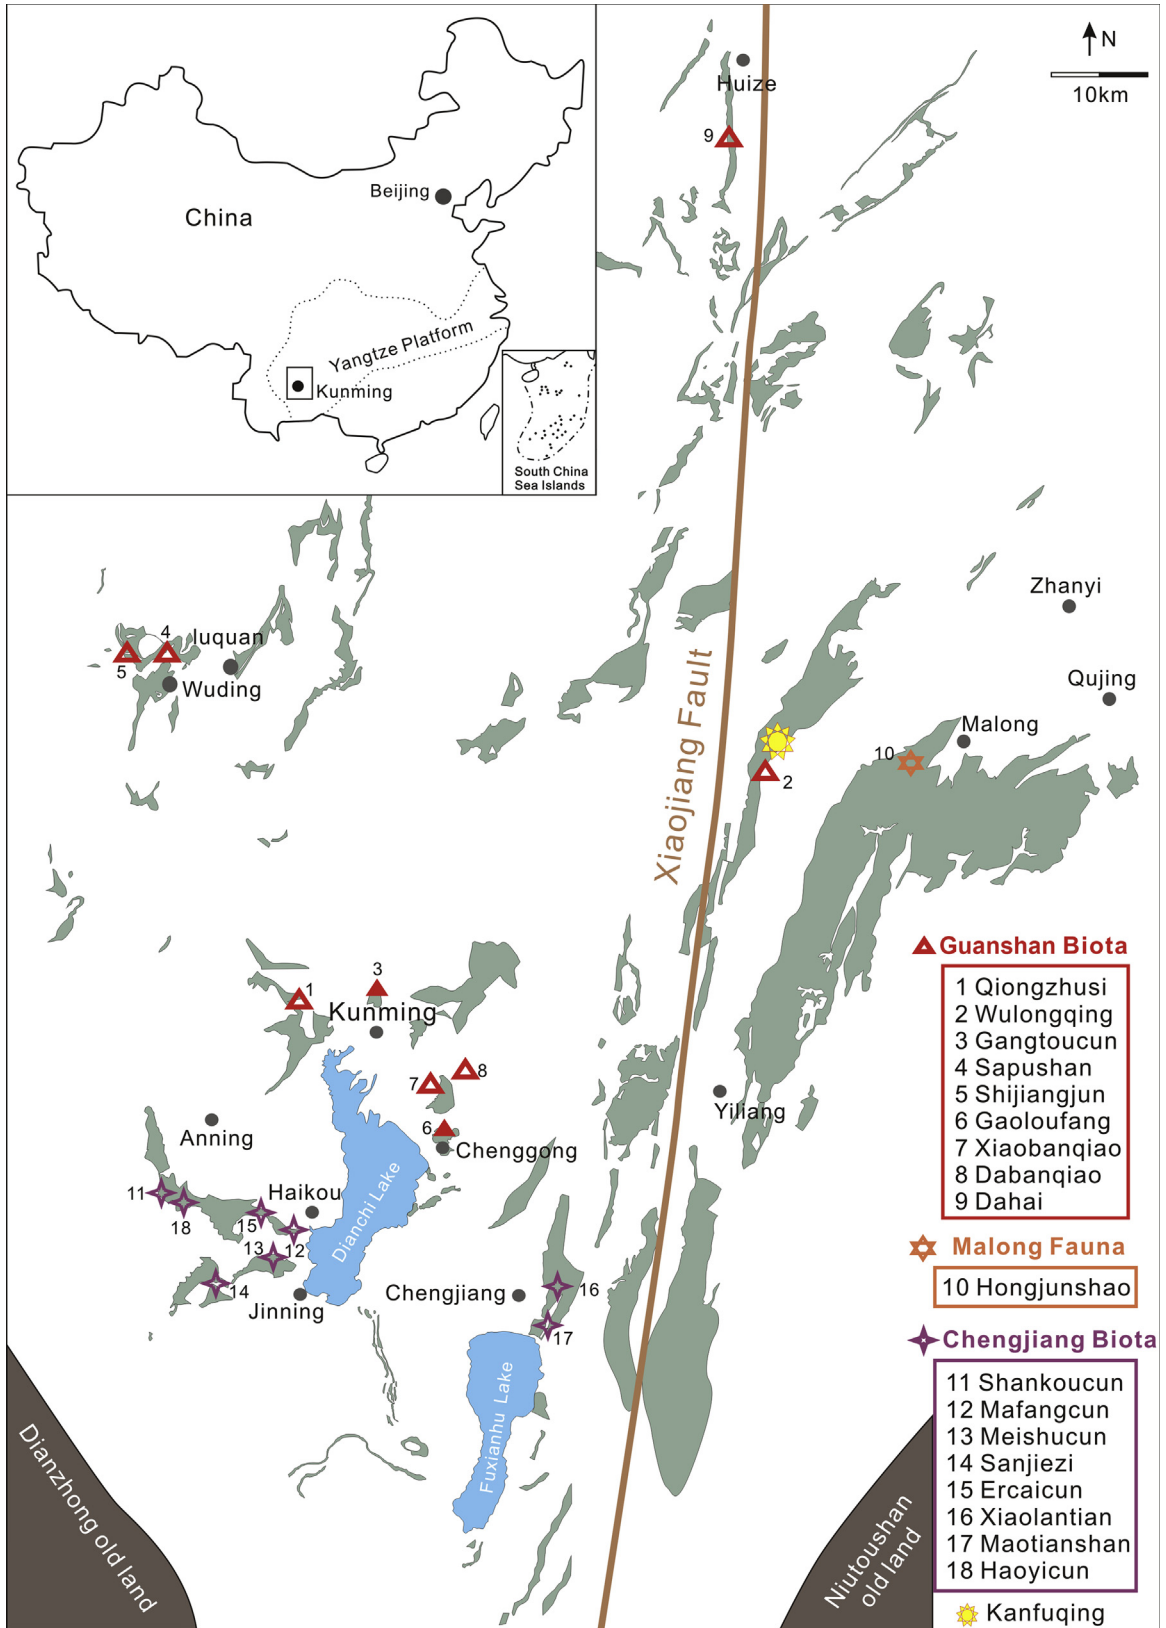 N
10km
Huize
9
Beijing
China
Yangtze Platform
Kunming
South China
Sea Islands
Zhanyi
Iuquan
4
5
Wuding
Qujing
Malong
10
2
Xiaojiang Fault
1
3
Kunming
7
8
6
Chenggong
Yiliang
Anning
Haikou
11
18
15
12
13
14
Jinning
Dianchi Lake
Chengjiang
16
17
Fuxianhu Lake
Dianzhong old land
Niutoushan
old land
Guanshan Biota
1 Qiongzhusi
2 Wulongqing
3 Gangtoucun
4 Sapushan
5 Shijiangjun
6 Gaoloufang
7 Xiaobanqiao
8 Dabanqiao
9 Dahai
Malong Fauna
10 Hongjunshao
Chengjiang Biota
11 Shankoucun
12 Mafangcun
13 Meishucun
14 Sanjiezi
15 Ercaicun
16 Xiaolantian
17 Maotianshan
18 Haoyicun
Kanfuqing